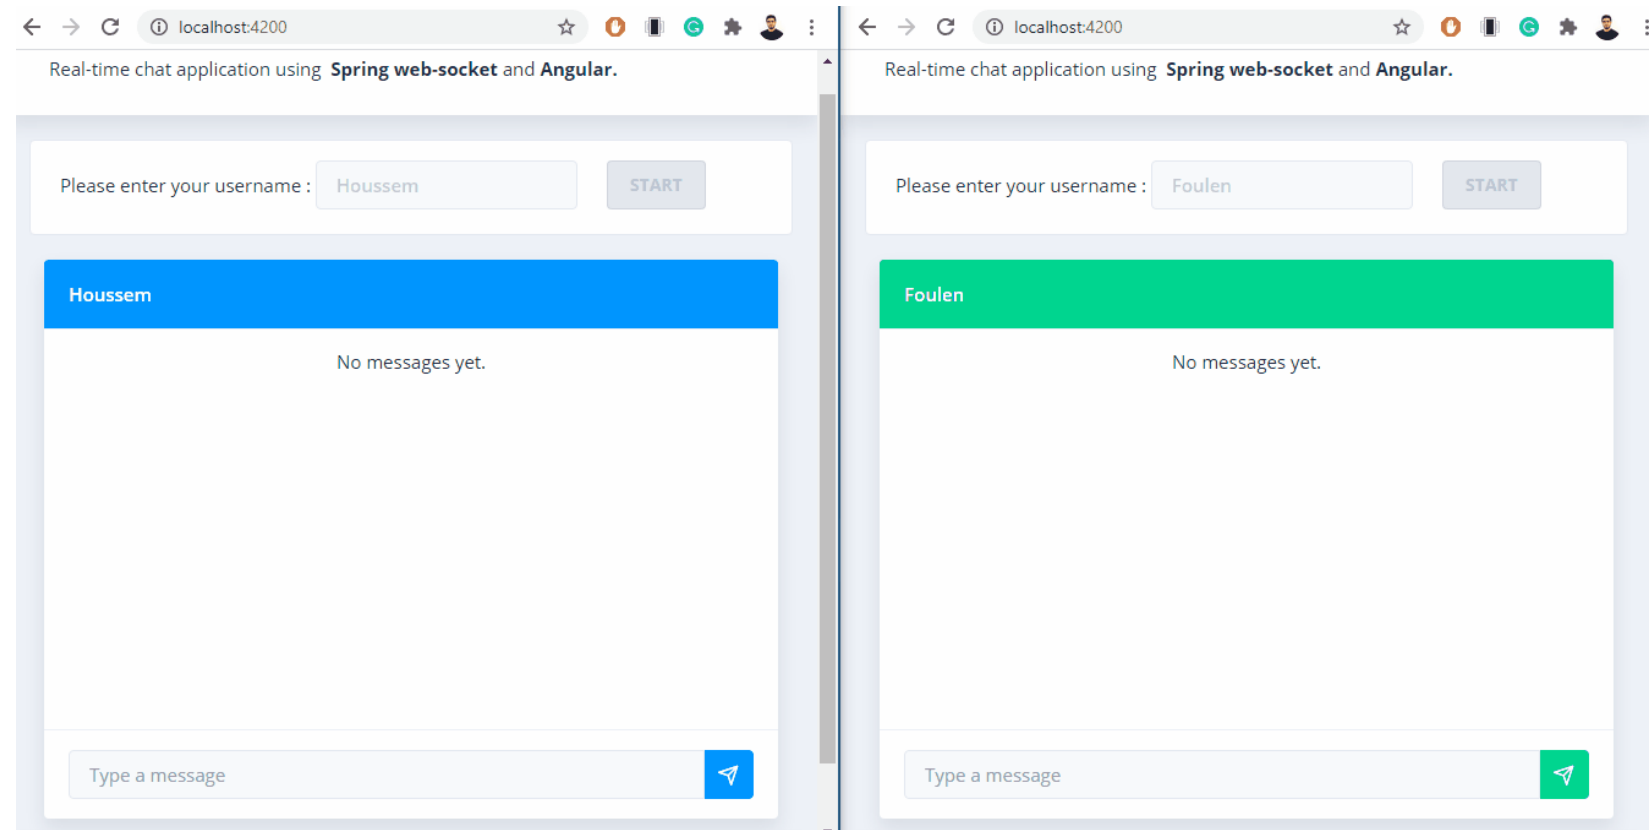 localhost:4200
Real-time chat application using Spring web-socket and Angular.
Please enter your username : Houssem START
Houssem
No messages yet.
Type a message
localhost:4200
Real-time chat application using Spring web-socket and Angular.
Please enter your username : Foulen START
Foulen
No messages yet.
Type a message